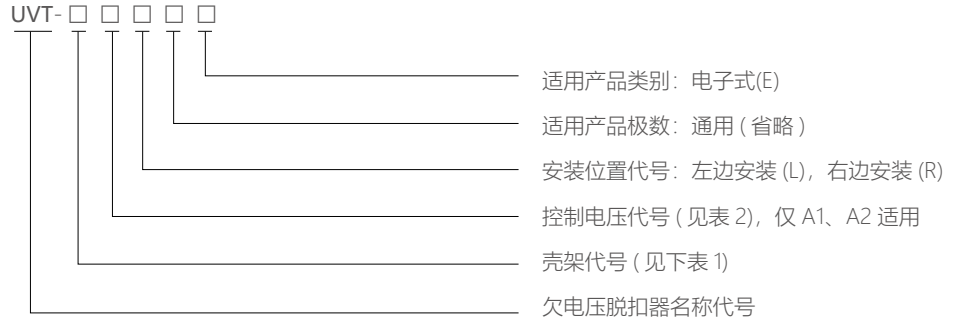 UVT-□ □ □ □ □
适用产品类别：电子式(E)
适用产品极数：通用 ( 省略 )
安装位置代号：左边安装 (L)，右边安装 (R)
控制电压代号 ( 见表 2)，仅 A1、A2 适用
壳架代号 ( 见下表 1)
欠电压脱扣器名称代号